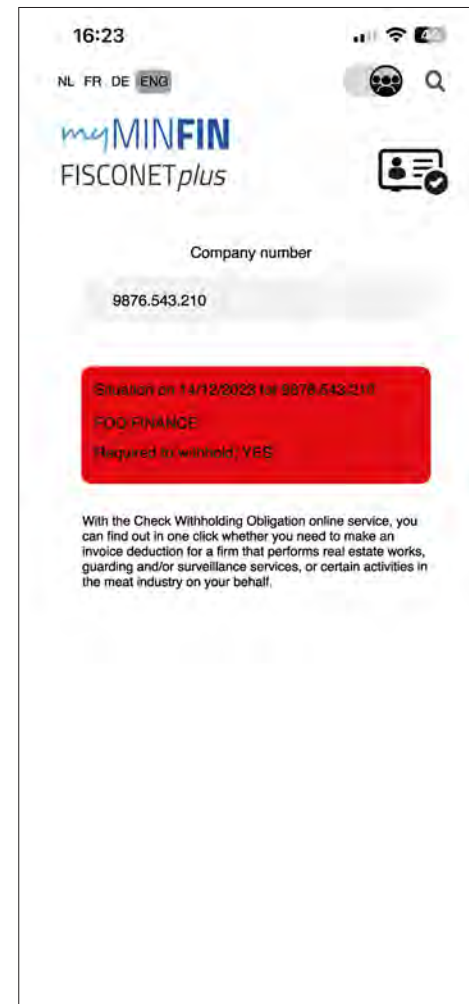 16:23
NL FR DE ENG
myMINFIN
FISCONETplus
Company number
9876.543.210
Situation on 14/12/2023 for 9876.543.210
FOD FINANCE
Required to withhold: YES
With the Check Withholding Obligation online service, you
can find out in one click whether you need to make an
invoice deduction for a firm that performs real estate works,
guarding and/or surveillance services, or certain activities in
the meat industry on your behalf.